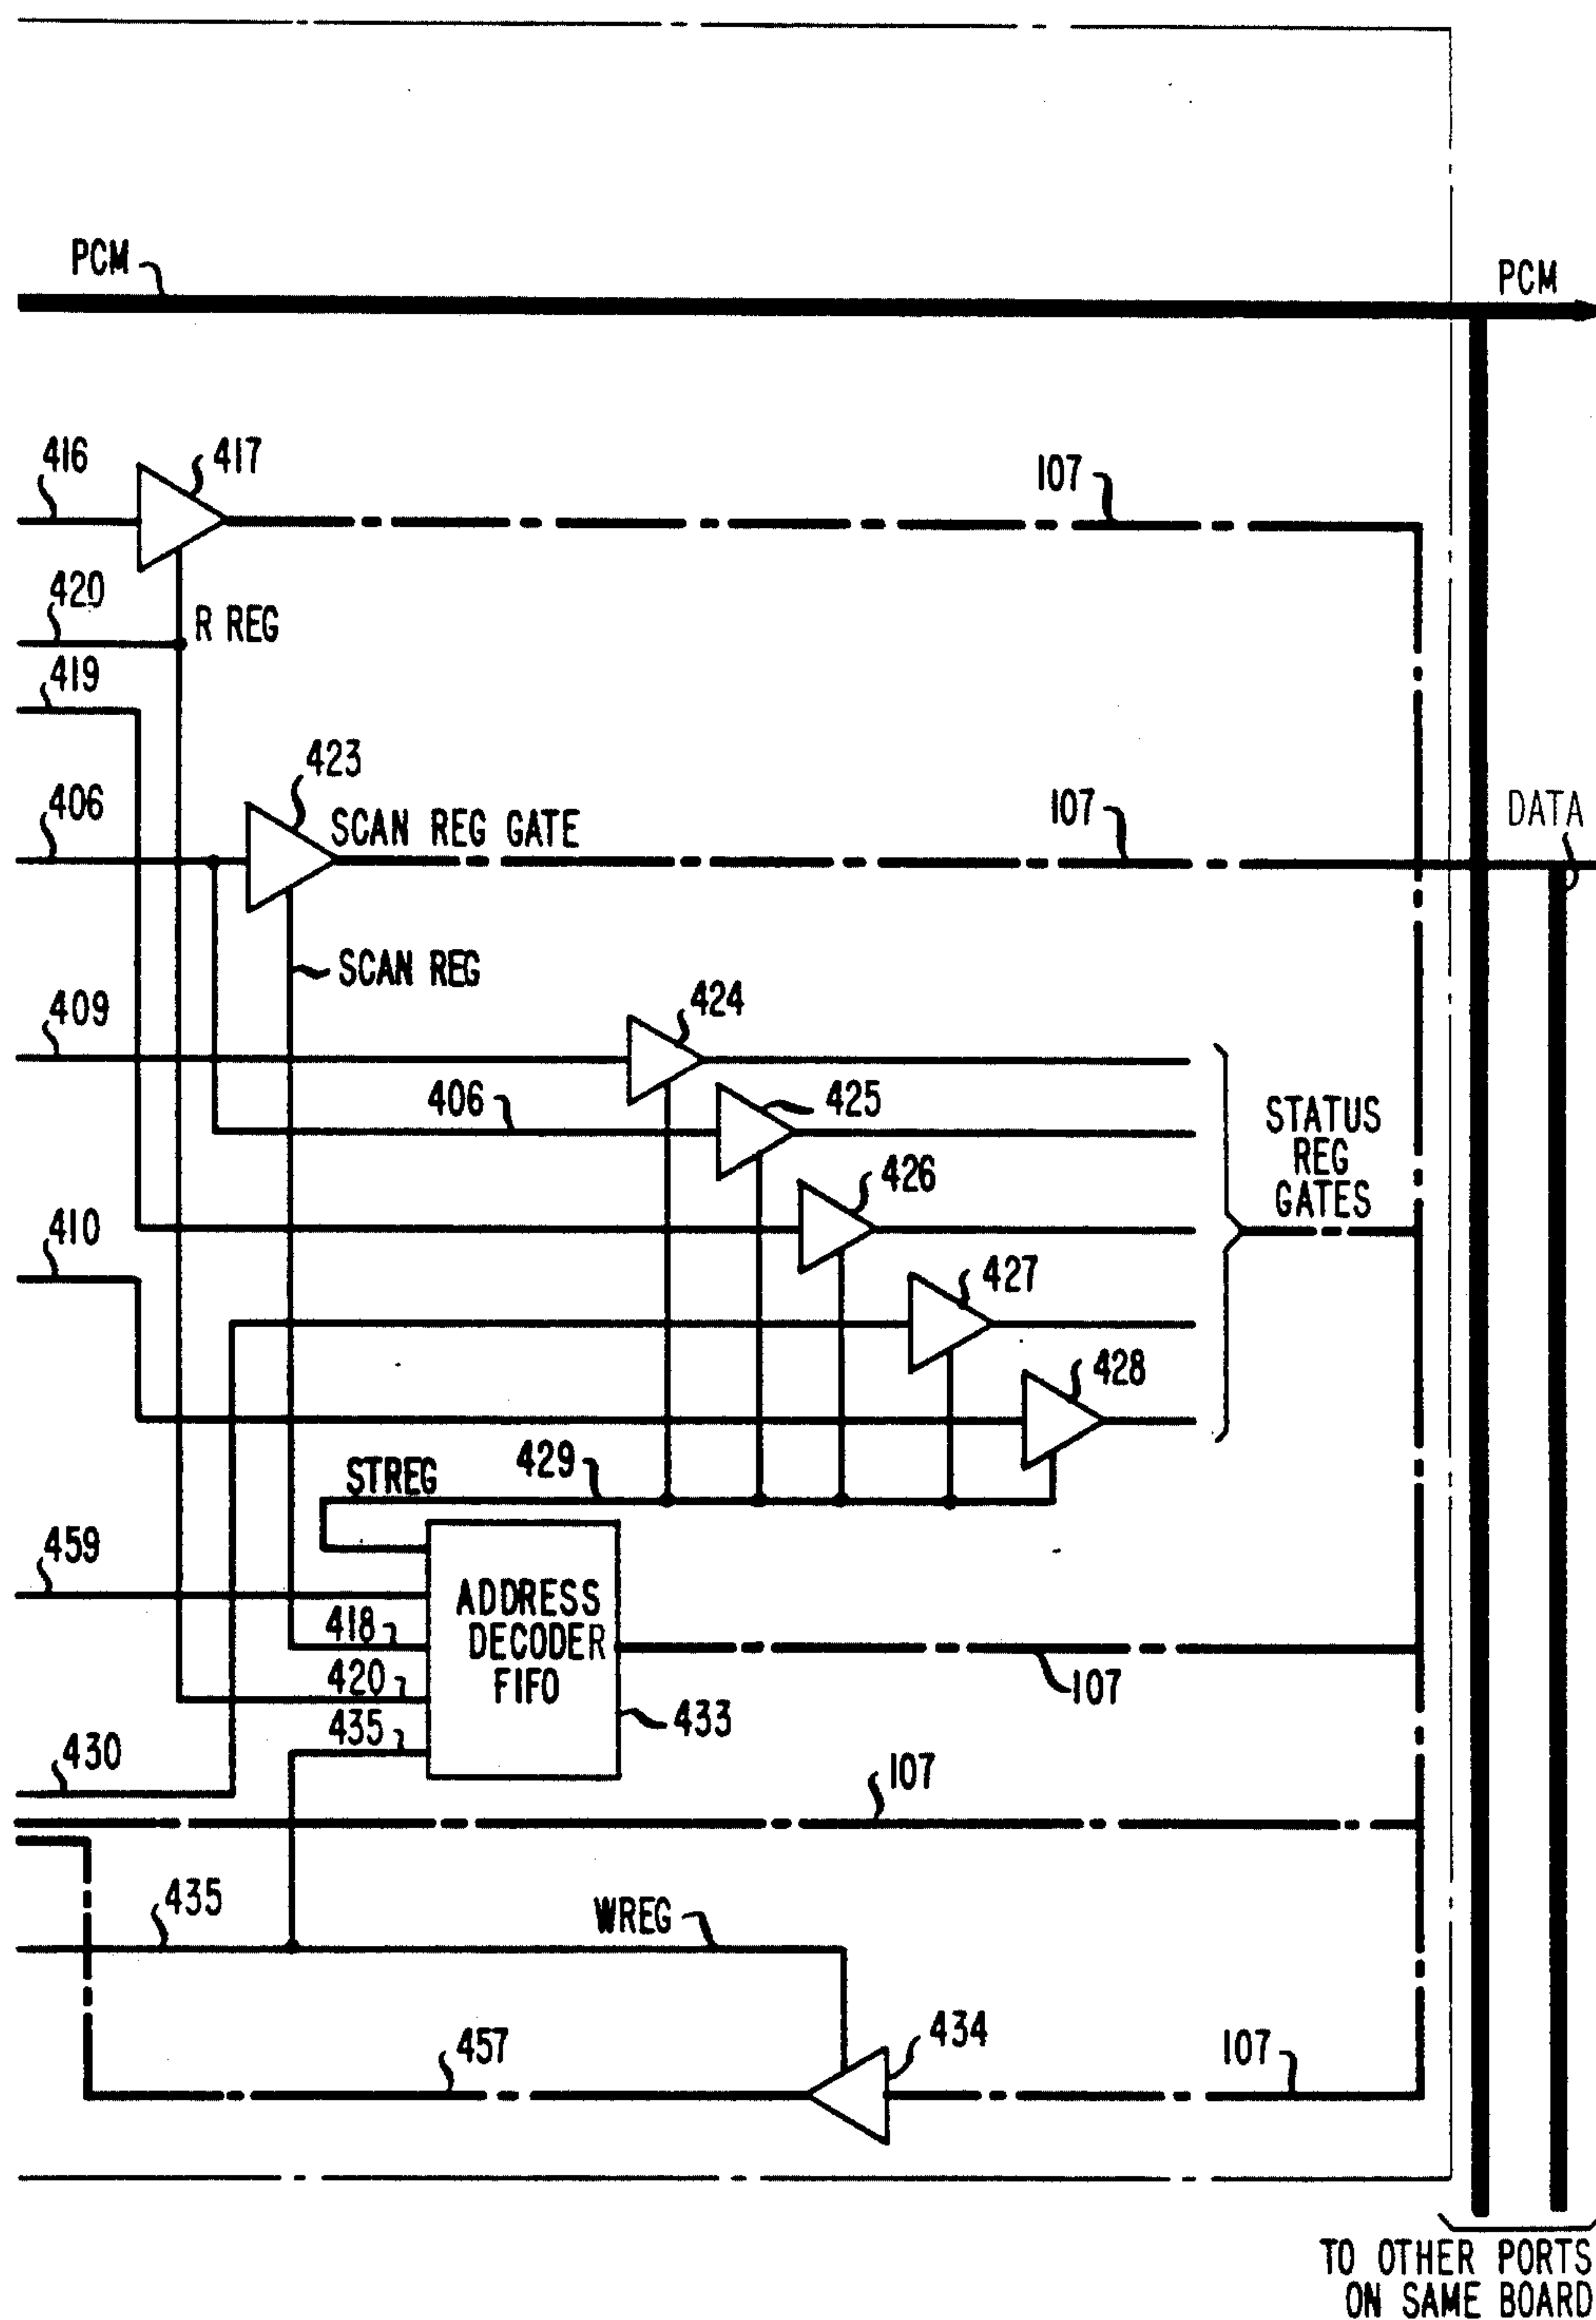 PCM
PCM
416
417
107
420
R REG
419
423
406
SCAN REG GATE
107
DATA
SCAN REG
409
424
406
425
STATUS
REG
GATES
426
410
427
428
STREG
429
459
ADDRESS
DECODER
FIFO
418
420
435
107
433
430
107
435
WREG
457
434
107
TO OTHER PORTS
ON SAME BOARD